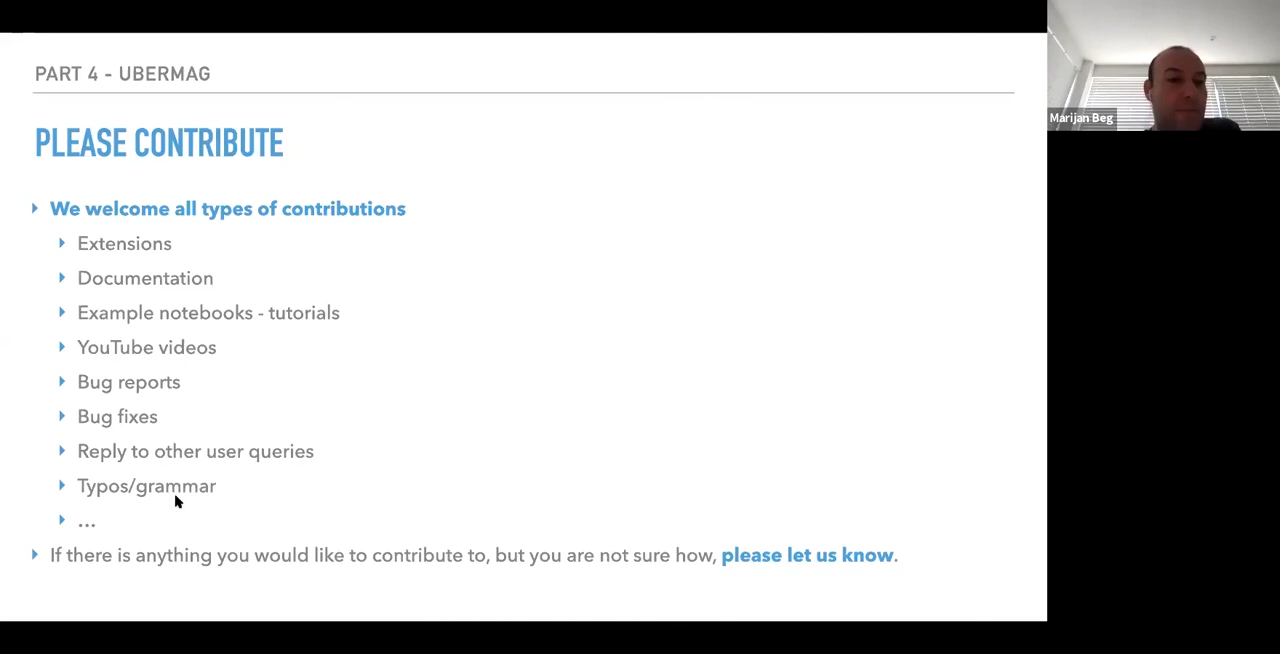 PART 4 - UBERMAG
PLEASE CONTRIBUTE
We welcome all types of contributions
Extensions
Documentation
Example notebooks - tutorials
YouTube videos
Bug reports
Bug fixes
Reply to other user queries
Typos/grammar
...
If there is anything you would like to contribute to, but you are not sure how, please let us know.
Marijan Beg